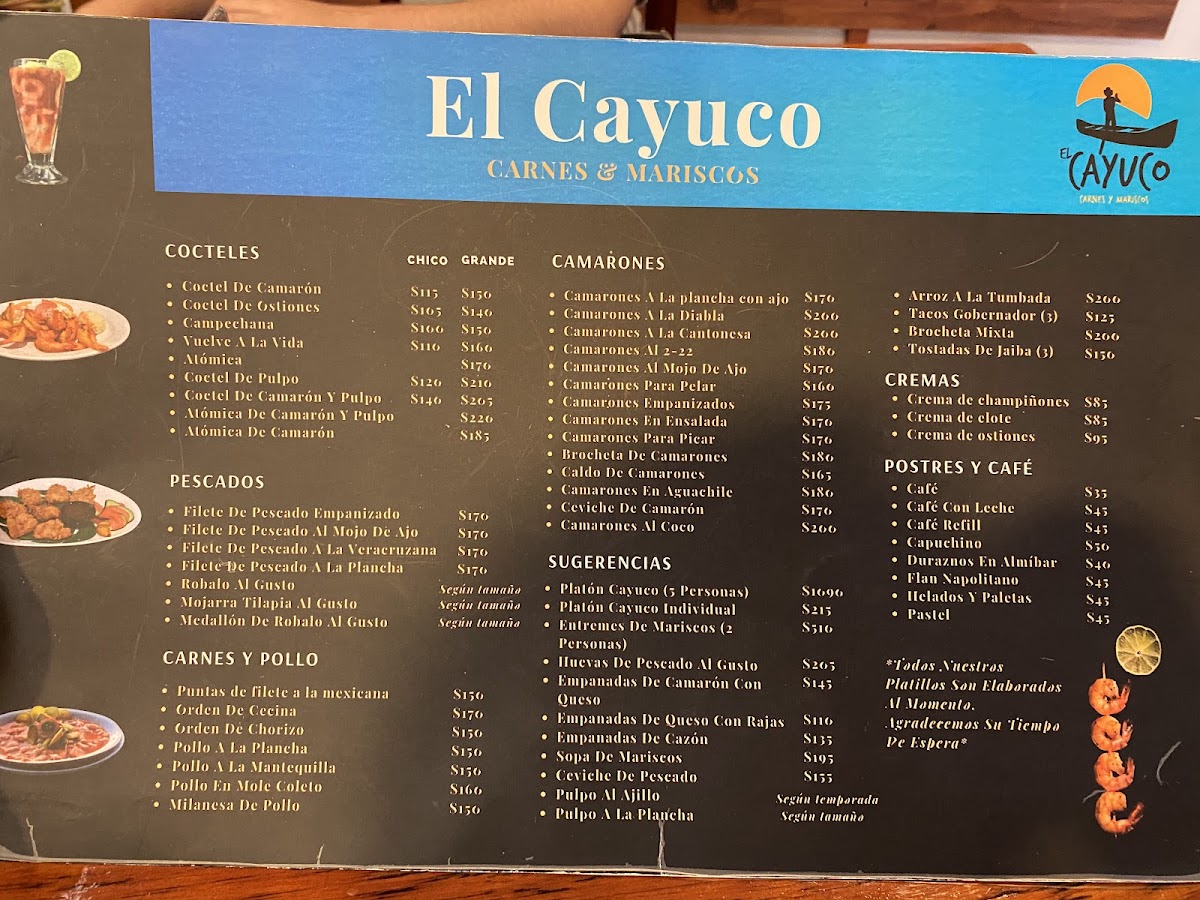 El Cayuco
CARNES & MARISCOS
EL
CAYUCO
CARNES Y MARISCOS
COCTELES CHICO GRANDE
• Coctel De Camarón $115 $150
• Coctel De Ostiones $105 $140
• Campechana $100 $150
• Vuelve A La Vida $110 $160
• Atómica $170
• Coctel De Pulpo $120 $210
• Coctel De Camarón Y Pulpo $140 $205
• Atómica De Camarón Y Pulpo $220
• Atómica De Camarón $185
PESCADOS
• Filete De Pescado Empanizado $170
• Filete De Pescado Al Mojo De Ajo $170
• Filete De Pescado A La Veracruzana $170
• Filete De Pescado A La Plancha $170
• Robalo Al Gusto Según tamaño
• Mojarra Tilapia Al Gusto Según tamaño
• Medallón De Robalo Al Gusto Según tamaño
CARNES Y POLLO
• Puntas de filete a la mexicana $150
• Orden De Cecina $170
• Orden De Chorizo $150
• Pollo A La Plancha $150
• Pollo A La Mantequilla $150
• Pollo En Mole Coleto $160
• Milanesa De Pollo $150
CAMARONES
• Camarones A La plancha con ajo $170
• Camarones A La Diabla $200
• Camarones A La Cantonesa $200
• Camarones Al 2-22 $180
• Camarones Al Mojo De Ajo $170
• Camarones Para Pelar $160
• Camarones Empanizados $175
• Camarones En Ensalada $170
• Camarones Para Picar $170
• Brocheta De Camarones $180
• Caldo De Camarones $165
• Camarones En Aguachile $180
• Ceviche De Camarón $170
• Camarones Al Coco $200
SUGERENCIAS
• Platón Cayuco (5 Personas) $1090
• Platón Cayuco Individual $215
• Entremes De Mariscos (2 $510
Personas)
• Huevas De Pescado Al Gusto $205
• Empanadas De Camarón Con $145
Queso
• Empanadas De Queso Con Rajas $110
• Empanadas De Cazón $135
• Sopa De Mariscos $195
• Ceviche De Pescado $155
• Pulpo Al Ajillo Según temporada
• Pulpo A La Plancha Según tamaño
• Arroz A La Tumbada $200
• Tacos Gobernador (3) $125
• Brocheta Mixta $200
• Tostadas De Jaiba (3) $150
CREMAS
• Crema de champiñones $85
• Crema de elote $85
• Crema de ostiones $95
POSTRES Y CAFÉ
• Café $35
• Café Con Leche $45
• Café Refill $45
• Capuchino $50
• Duraznos En Almíbar $40
• Flan Napolitano $45
• Helados Y Paletas $45
• Pastel $45
*Todos Nuestros
Platillos Son Elaborados
Al Momento,
Agradecemos Su Tiempo
De Espera*